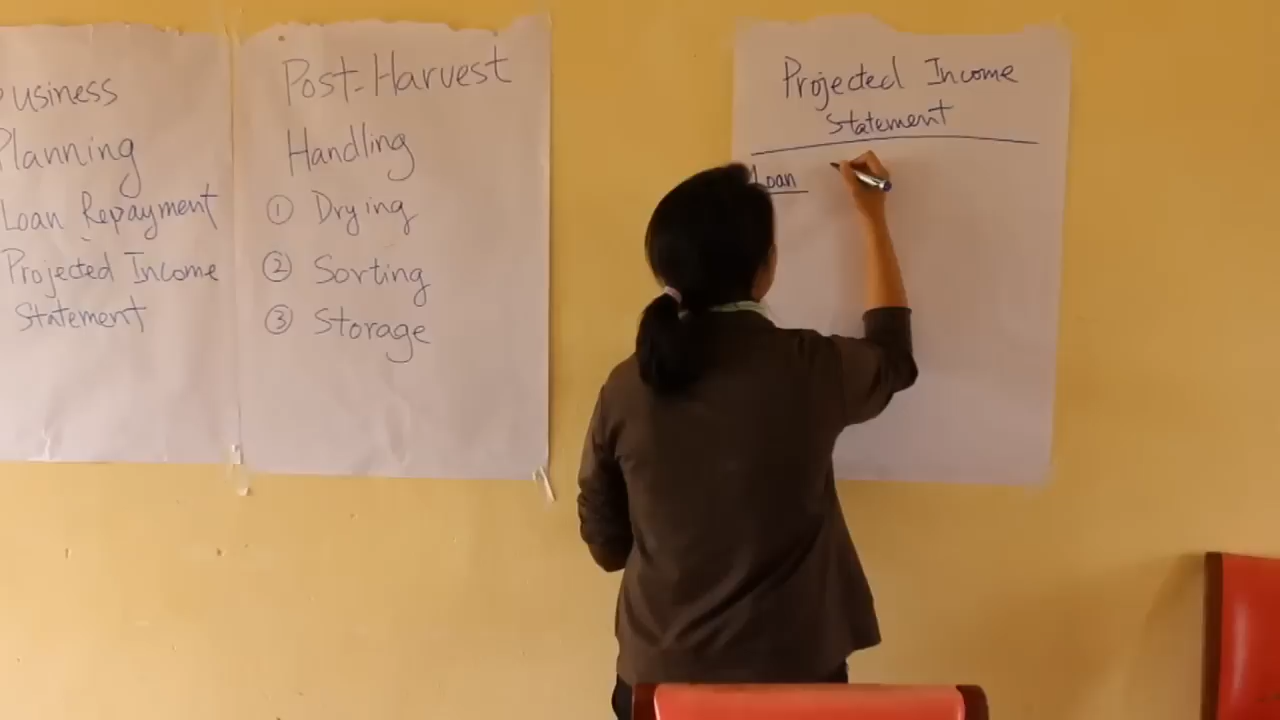 Business
Planning
Loan Repayment
Projected Income
Statement
Post-Harvest
Handling
① Drying
② Sorting
③ Storage
Projected Income
Statement
Loan